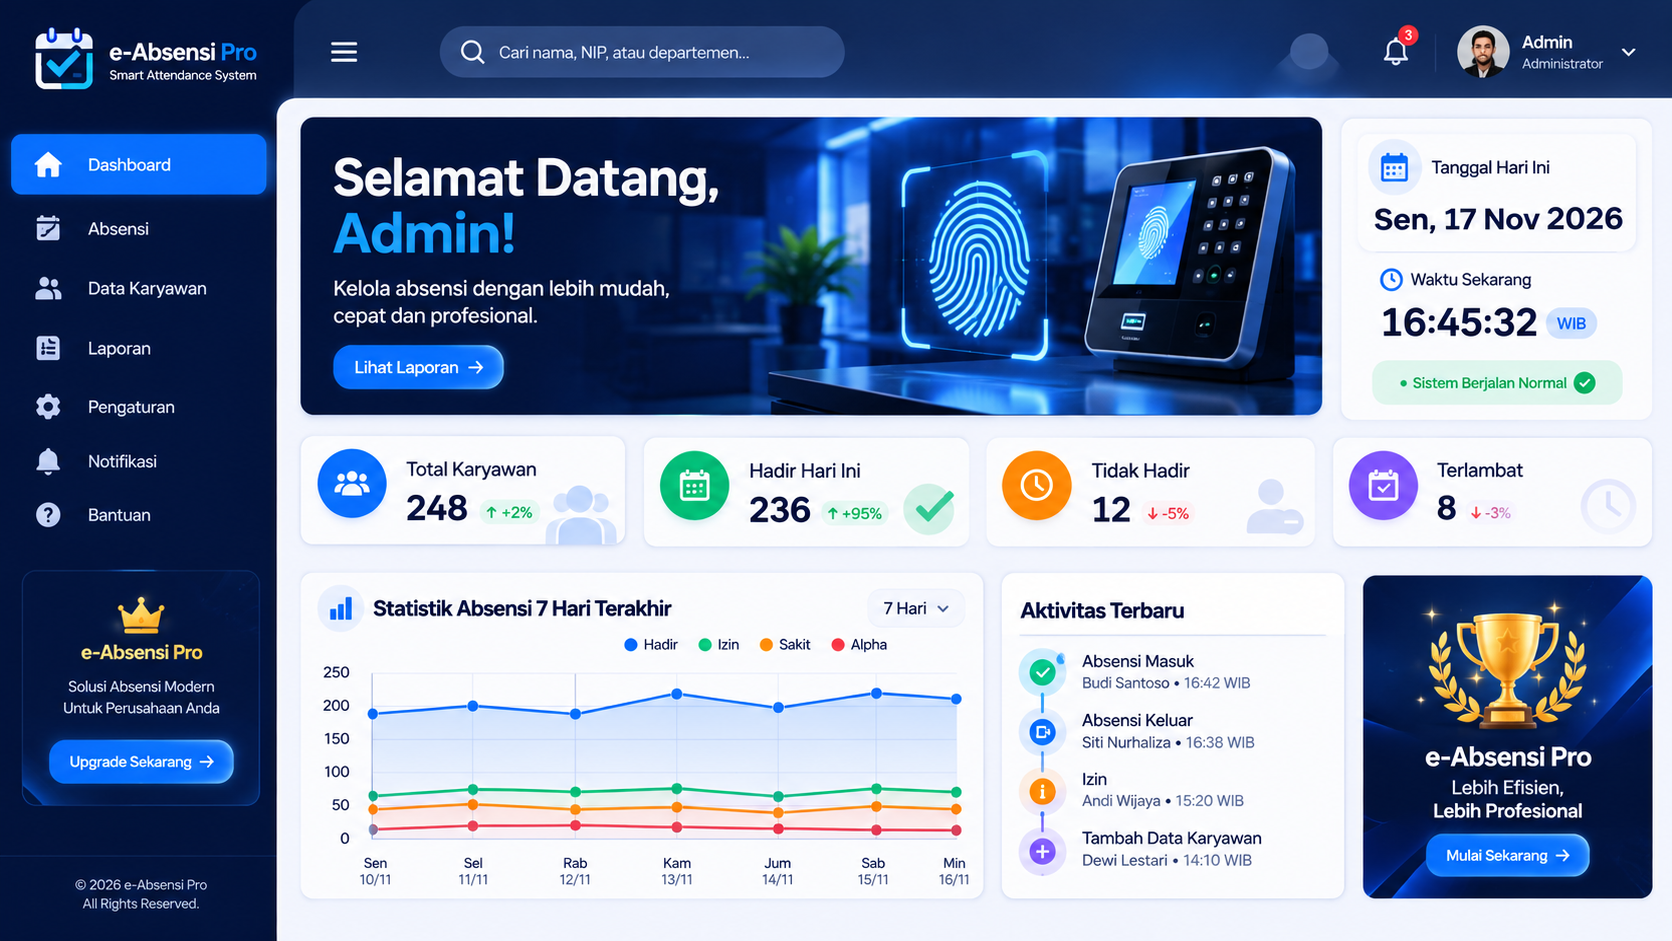 e-Absensi Pro
Smart Attendance System
Cari nama, NIP, atau departemen...
3
Admin
Administrator
Dashboard
Absensi
Data Karyawan
Laporan
Pengaturan
Notifikasi
Bantuan
e-Absensi Pro
Solusi Absensi Modern
Untuk Perusahaan Anda
Upgrade Sekarang →
© 2026 e-Absensi Pro
All Rights Reserved.
Selamat Datang,
Admin!
Kelola absensi dengan lebih mudah,
cepat dan profesional.
Lihat Laporan →
Tanggal Hari Ini
Sen, 17 Nov 2026
Waktu Sekarang
16:45:32 WIB
• Sistem Berjalan Normal
Total Karyawan
248 ↑ +2%
Hadir Hari Ini
236 ↑ +95%
Tidak Hadir
12 ↓ -5%
Terlambat
8 ↓ -3%
Statistik Absensi 7 Hari Terakhir
7 Hari
Hadir Izin Sakit Alpha
250
200
150
100
50
0
Sen Sel Rab Kam Jum Sab Min
10/11 11/11 12/11 13/11 14/11 15/11 16/11
Aktivitas Terbaru
Absensi Masuk
Budi Santoso • 16:42 WIB
Absensi Keluar
Siti Nurhaliza • 16:38 WIB
Izin
Andi Wijaya • 15:20 WIB
Tambah Data Karyawan
Dewi Lestari • 14:10 WIB
e-Absensi Pro
Lebih Efisien,
Lebih Profesional
Mulai Sekarang →